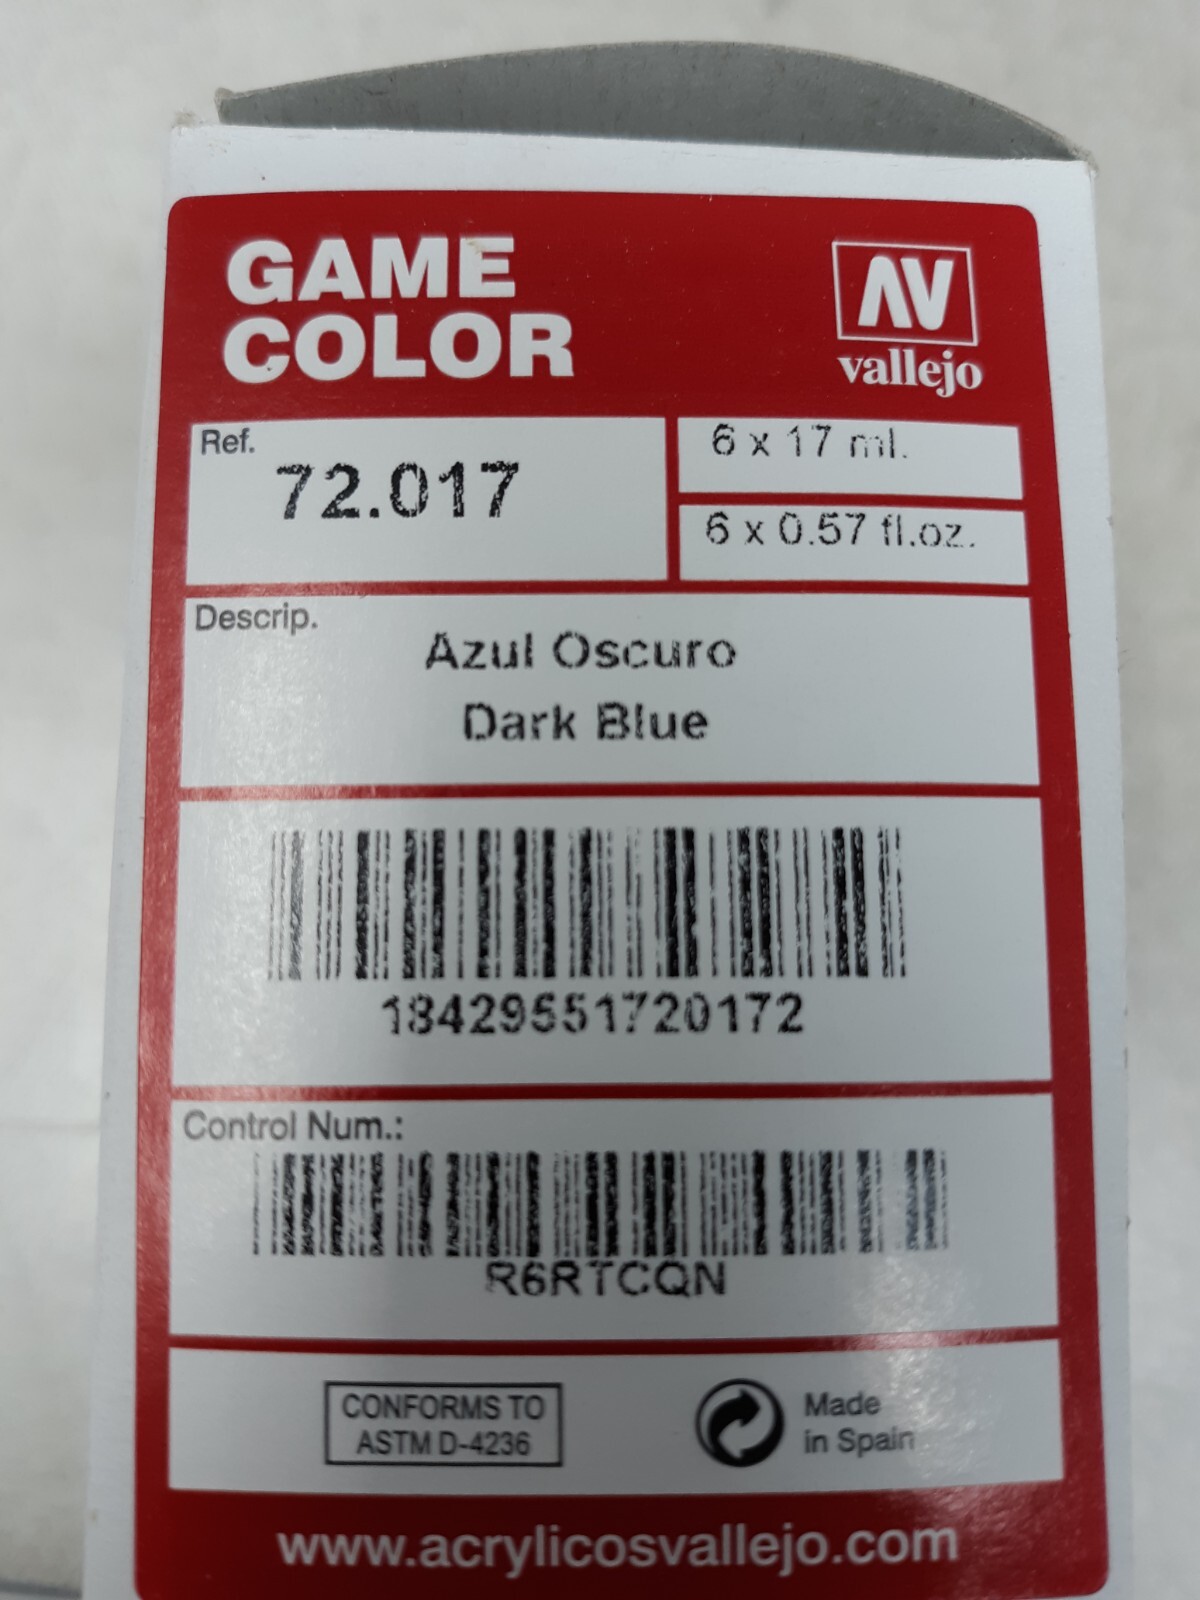 GAME
COLOR
AV
vallejo
Ref.
72.017
6 x 17 ml.
6 x 0.57 fl.oz.
Descrip.
Azul Oscuro
Dark Blue
18429551720172
Control Num.:
R6RTCQN
CONFORMS TO
ASTM D-4236
Made
in Spain
www.acrylicosvallejo.com